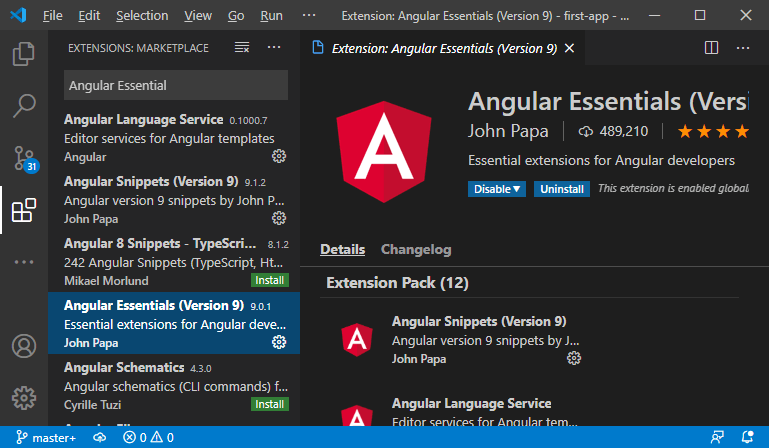 File Edit Selection View Go Run ··· Extension: Angular Essentials (Version 9) - first-app - ...
EXTENSIONS: MARKETPLACE
Angular Essential
Angular Language Service 0.1000.7
Editor services for Angular templates
Angular
Angular Snippets (Version 9) 9.1.2
Angular version 9 snippets by John P...
John Papa
Angular 8 Snippets - TypeScri... 8.1.2
242 Angular Snippets (TypeScript, Ht...
Mikael Morlund Install
Angular Essentials (Version 9) 9.0.1
Essential extensions for Angular deve...
John Papa
Angular Schematics 4.3.0
Angular schematics (CLI commands) f...
Cyrille Tuzi Install
31
Extension: Angular Essentials (Version 9)
A
Angular Essentials (Versi
John Papa 489,210
Essential extensions for Angular developers
Disable Uninstall This extension is enabled global
Details Changelog
Extension Pack (12)
A
Angular Snippets (Version 9)
Angular version 9 snippets by J...
John Papa
A
Angular Language Service
Editor services for Angular tem...
master+ 0 0